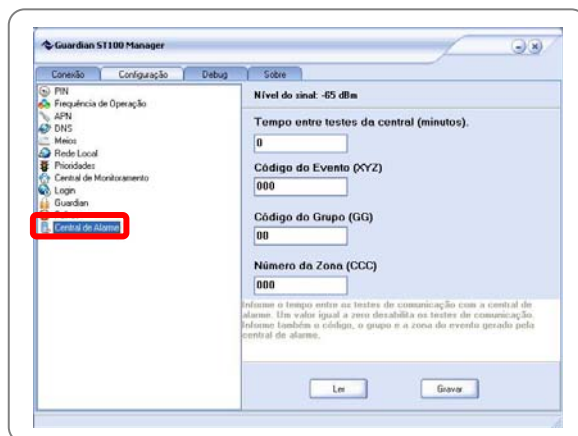 Guardian ST100 Manager
Conexão Configuração Debug Sobre
PIN
Frequência de Operação
APN
DNS
Meios
Rede Local
Prioridades
Central de Monitoramento
Login
Guardian
Central de Alarme
Nível do sinal: -65 dBm
Tempo entre testes da central (minutos).
0
Código do Evento (XYZ)
000
Código do Grupo (GG)
00
Número da Zona (CCC)
000
Informe o tempo entre os testes de comunicação com a central de
alarme. Um valor igual a zero desabilita os testes de comunicação.
Informe também o código, o grupo e a zona do evento gerado pela
central de alarme.
Ler Gravar